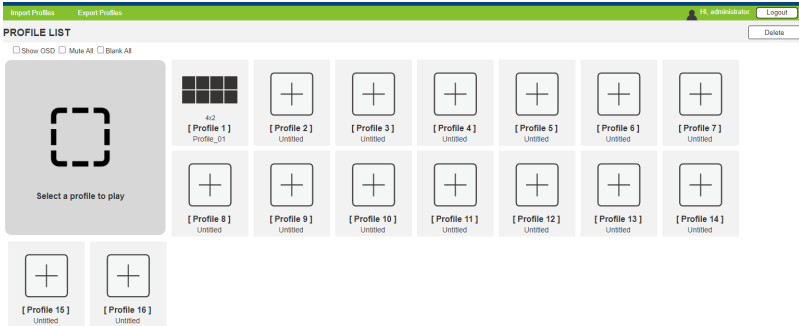 Import Profiles Export Profiles Hi, administrator Logout
PROFILE LIST Delete
Show OSD Mute All Blank All
Select a profile to play
4x2
[ Profile 1 ] [ Profile 2 ] [ Profile 3 ] [ Profile 4 ] [ Profile 5 ] [ Profile 6 ] [ Profile 7 ]
Profile_01 Untitled Untitled Untitled Untitled Untitled Untitled
[ Profile 8 ] [ Profile 9 ] [ Profile 10 ] [ Profile 11 ] [ Profile 12 ] [ Profile 13 ] [ Profile 14 ]
Untitled Untitled Untitled Untitled Untitled Untitled Untitled
[ Profile 15 ] [ Profile 16 ]
Untitled Untitled